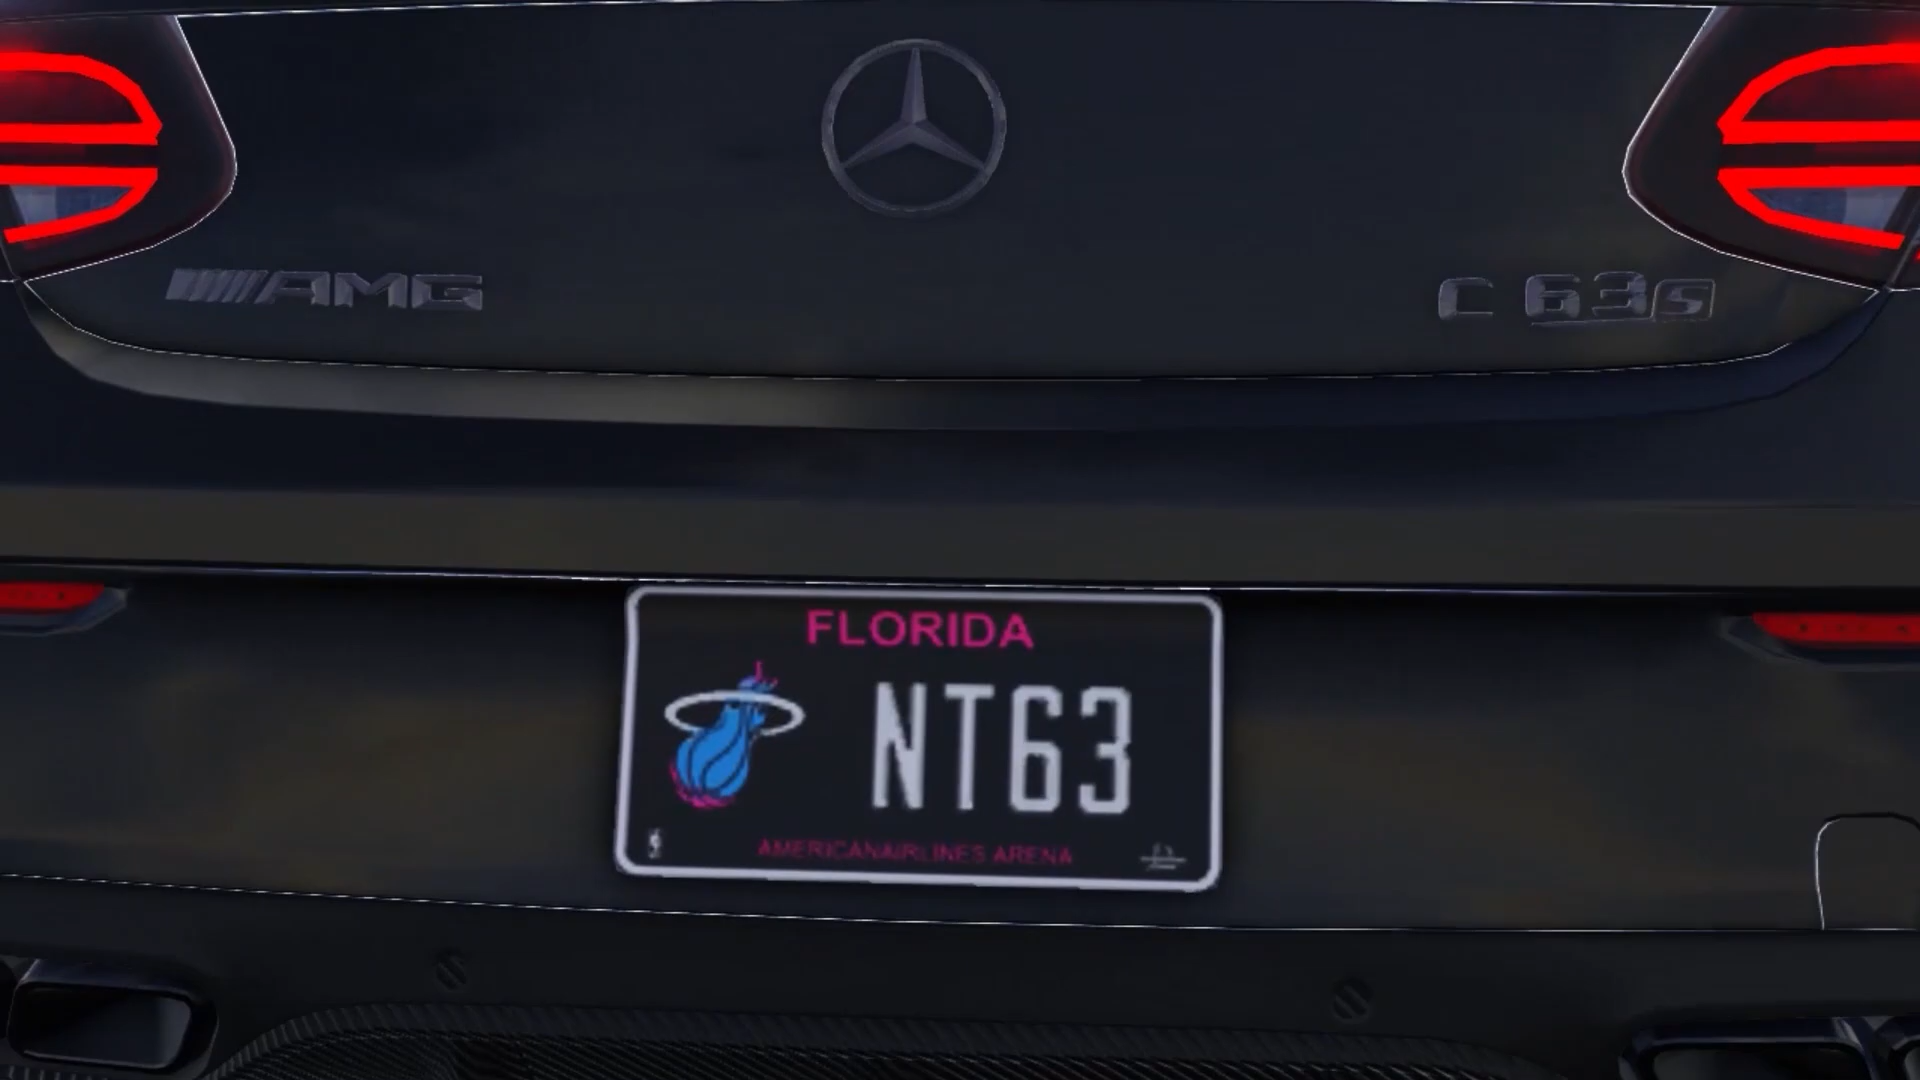 AMG
C 63s
FLORIDA
NT63
AMERICANAIRLINES ARENA